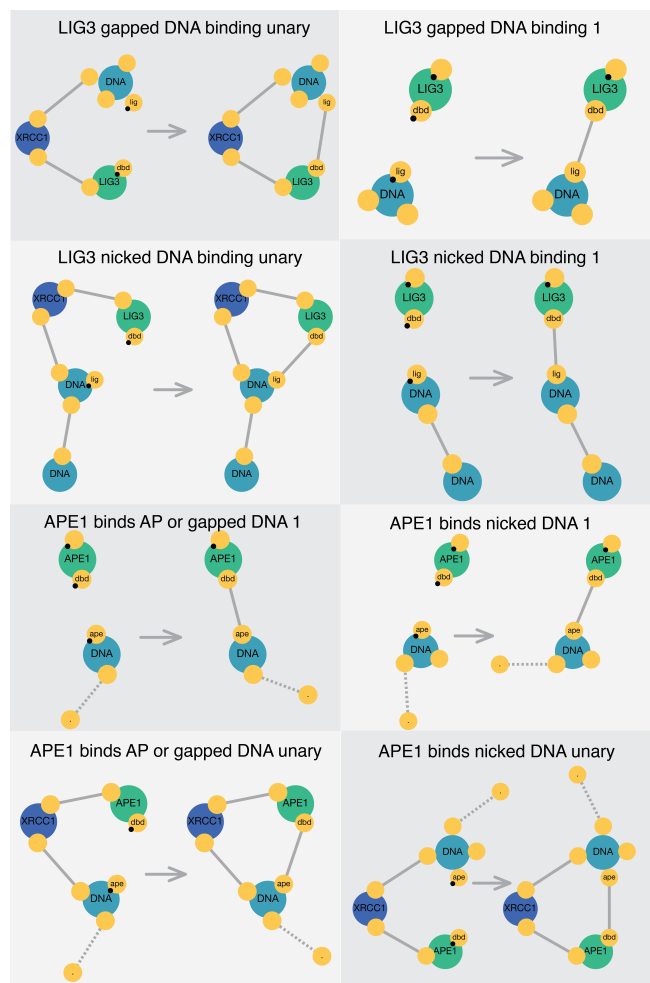 LIG3 gapped DNA binding unary
DNA
lig
XRCC1
dbd
LIG3
DNA
lig
XRCC1
dbd
LIG3
LIG3 gapped DNA binding 1
LIG3
dbd
lig
DNA
LIG3
dbd
lig
DNA
LIG3 nicked DNA binding unary
XRCC1
LIG3
dbd
DNA
lig
DNA
XRCC1
LIG3
dbd
DNA
lig
DNA
LIG3 nicked DNA binding 1
LIG3
dbd
lig
DNA
DNA
LIG3
dbd
lig
DNA
DNA
APE1 binds AP or gapped DNA 1
APE1
dbd
ape
DNA
.
APE1
dbd
ape
DNA
.
APE1 binds nicked DNA 1
APE1
dbd
ape
DNA
.
APE1
dbd
ape
DNA
.
APE1 binds AP or gapped DNA unary
APE1
XRCC1
dbd
ape
DNA
.
APE1
XRCC1
dbd
ape
DNA
.
APE1 binds nicked DNA unary
.
DNA
ape
XRCC1
dbd
APE1
.
DNA
ape
XRCC1
dbd
APE1